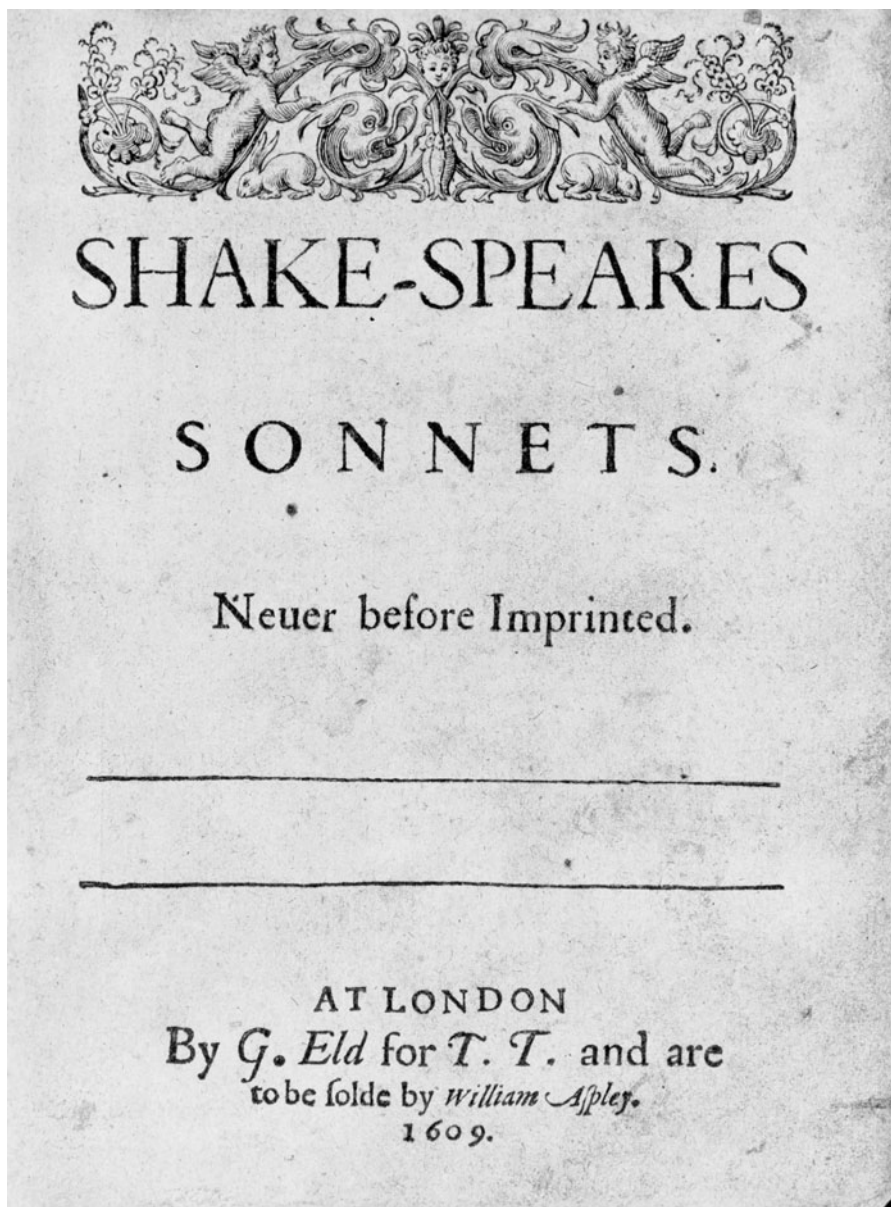 SHAKE-SPEARES
SONNETS.
Neuer before Imprinted.
AT LONDON
By G. Eld for T. T. and are
to be ſolde by William Aſpley.
1609.